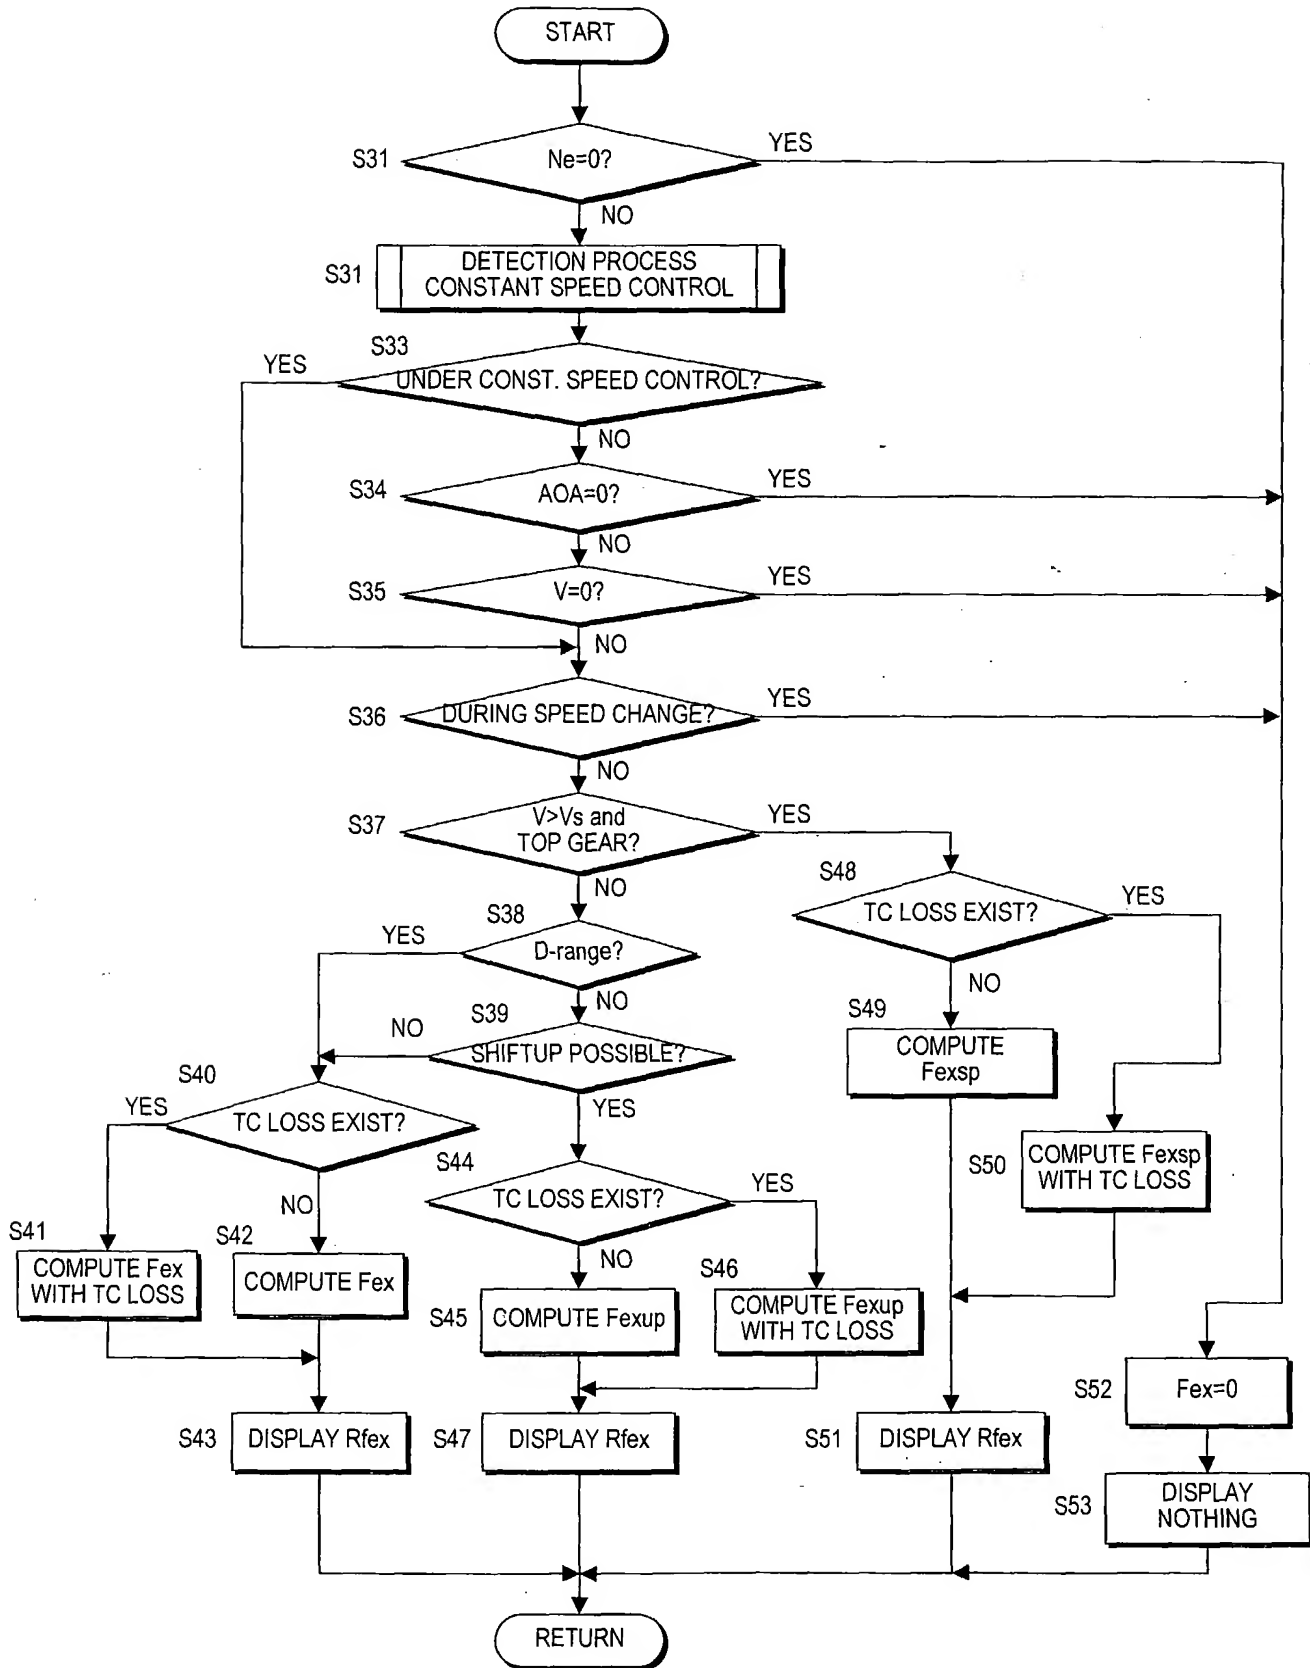 START
S31
Ne=0?
YES
NO
S31
DETECTION PROCESS
CONSTANT SPEED CONTROL
S33
YES
UNDER CONST. SPEED CONTROL?
NO
S34
AOA=0?
YES
NO
S35
V=0?
YES
NO
S36
DURING SPEED CHANGE?
YES
NO
S37
V>Vs and
TOP GEAR?
YES
NO
S48
TC LOSS EXIST?
YES
NO
S38
YES
D-range?
NO
S39
NO
SHIFTUP POSSIBLE?
YES
S49
COMPUTE
Fexsp
S40
YES
TC LOSS EXIST?
NO
S44
TC LOSS EXIST?
YES
NO
S50
COMPUTE Fexsp
WITH TC LOSS
S41
COMPUTE Fex
WITH TC LOSS
S42
COMPUTE Fex
S45
COMPUTE Fexup
S46
COMPUTE Fexup
WITH TC LOSS
S52
Fex=0
S43
DISPLAY Rfex
S47
DISPLAY Rfex
S51
DISPLAY Rfex
S53
DISPLAY
NOTHING
RETURN